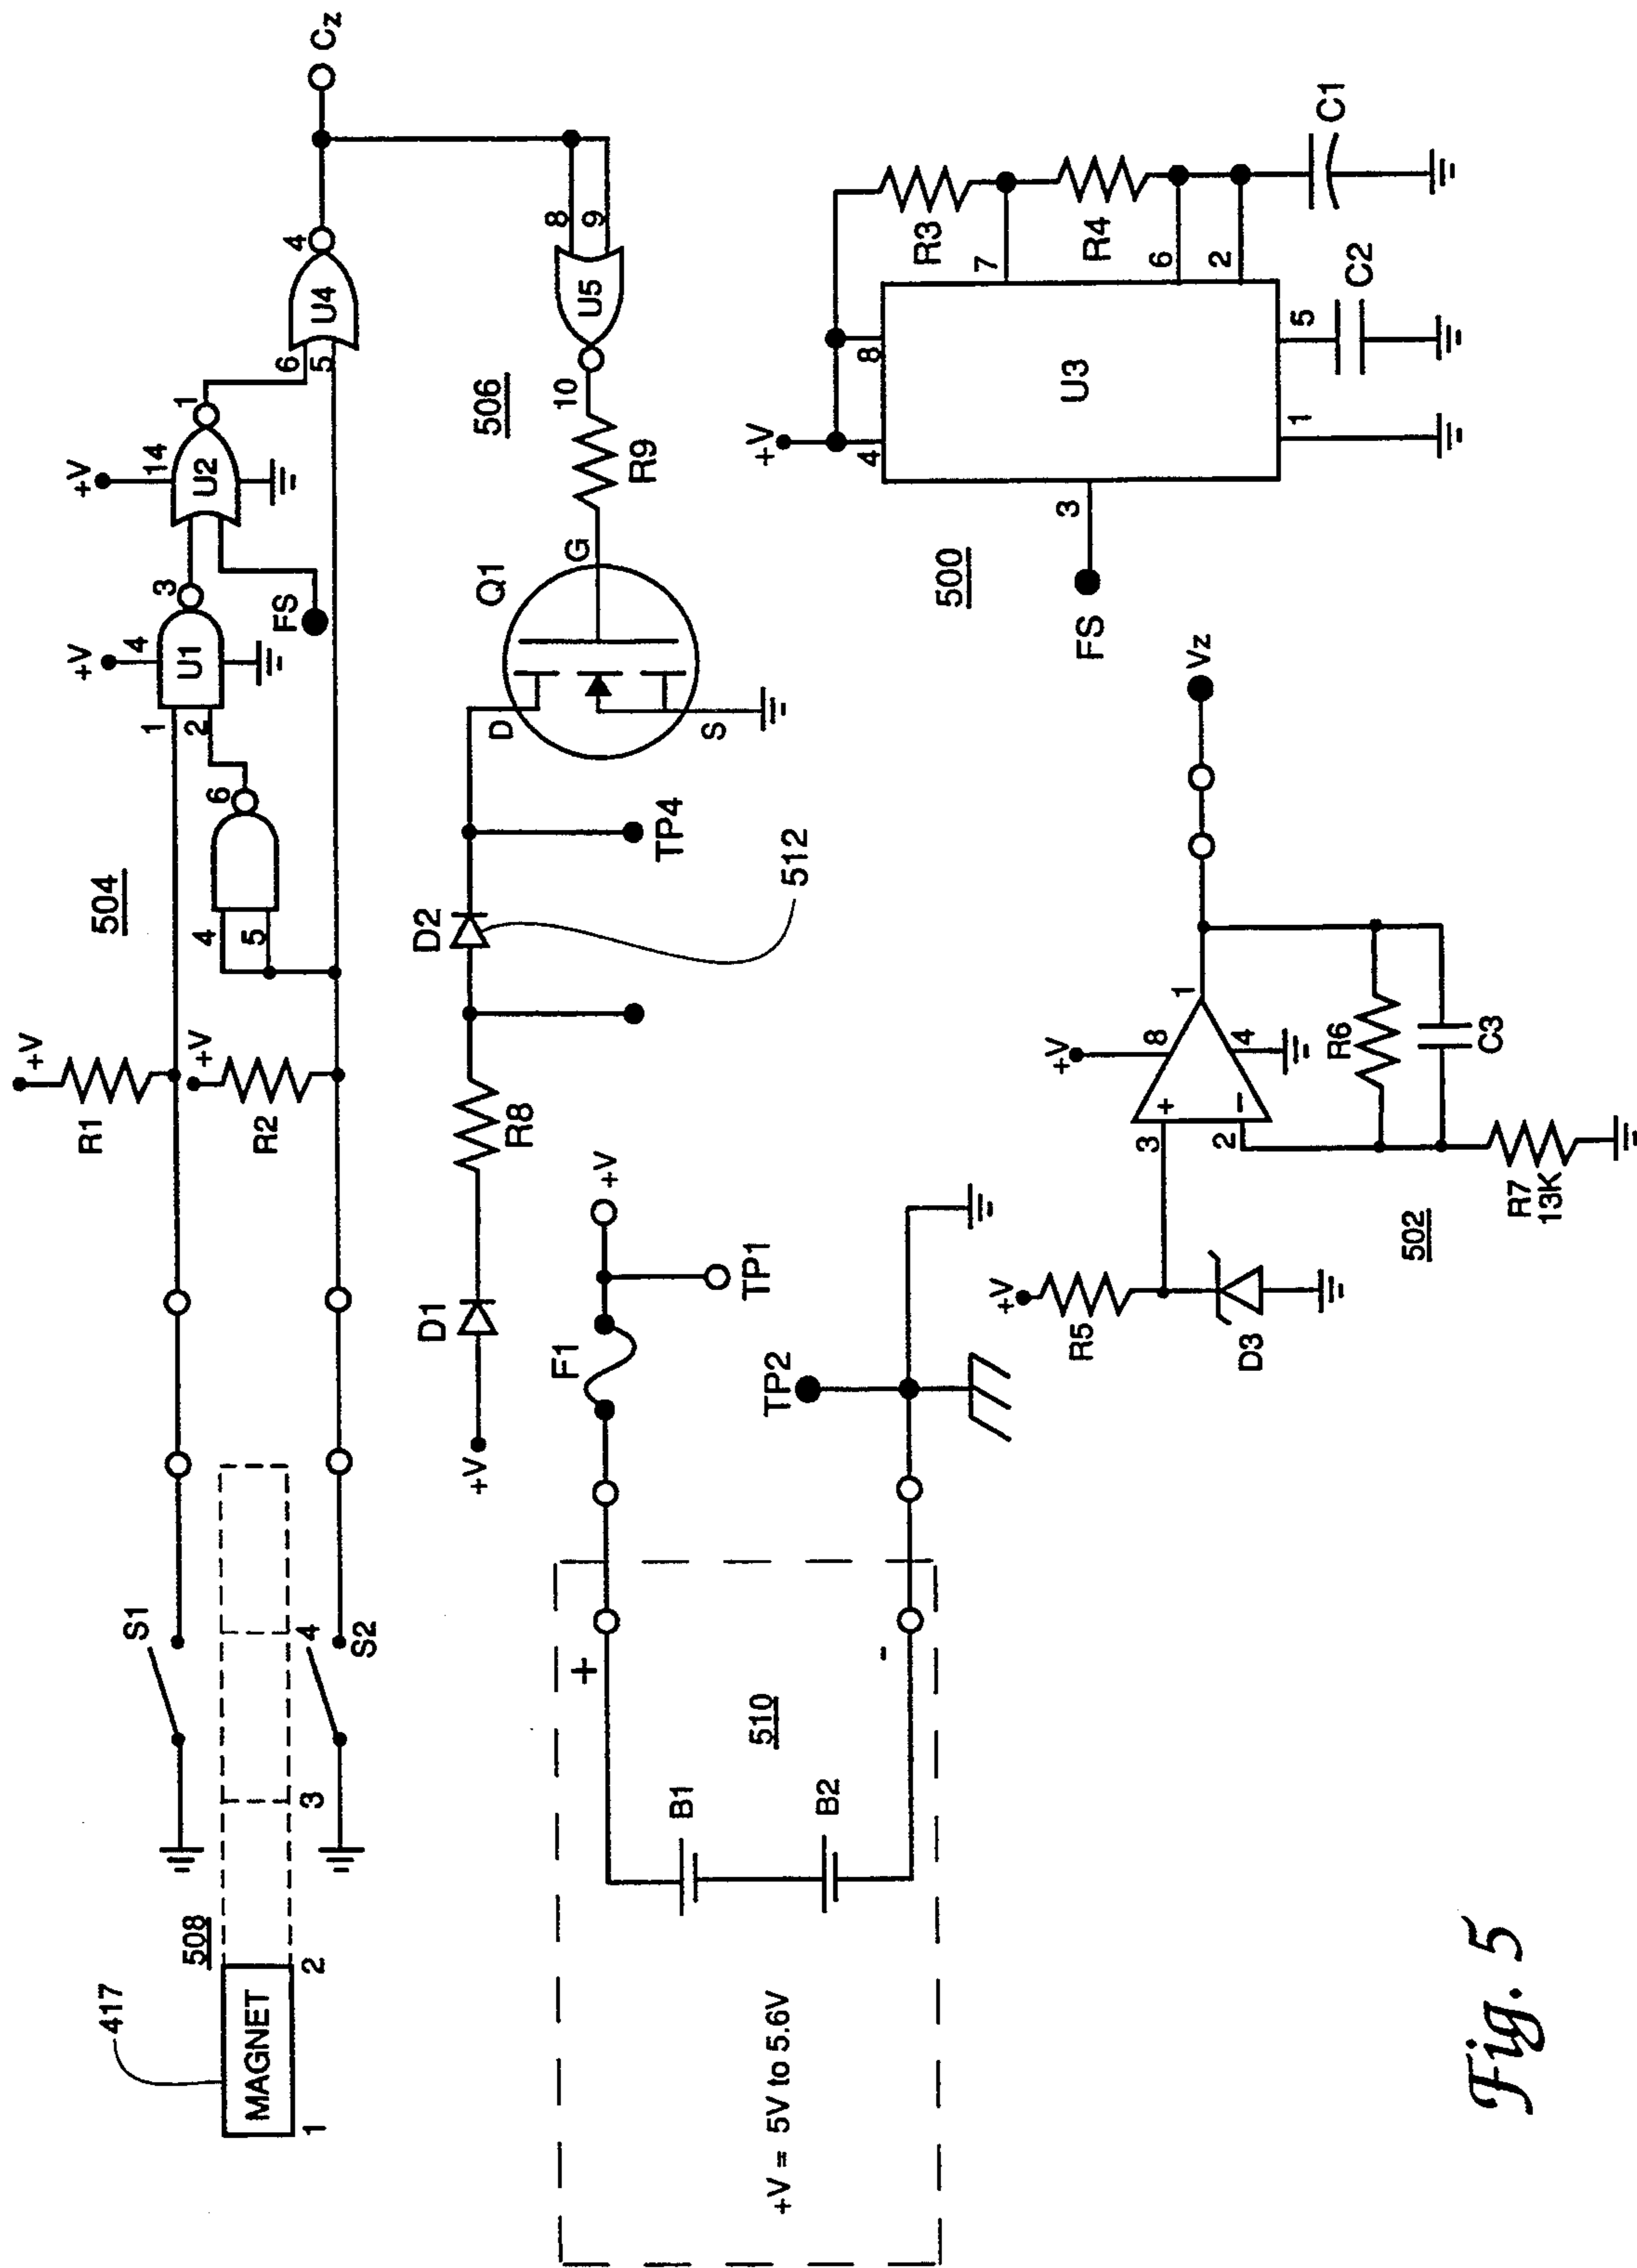 417
MAGNET
1
2
508
3
4
S1
S2
R1
+V
R2
+V
504
4
5
6
1
2
+V
4
U1
3
FS
+V
14
U2
1
6
5
U4
4
Cz
D1
+V
R8
D2
512
TP4
D
S
G
Q1
R9
506
10
U5
8
9
+V = 5V to 5.6V
510
B1
B2
+
-
F1
+V
TP1
TP2
500
FS
3
+V
4
8
U3
7
6
2
1
5
R3
R4
C1
C2
502
+V
R5
D3
3
2
+
−
+V
8
4
1
R6
C3
R7
13K
Vz
Fig. 5